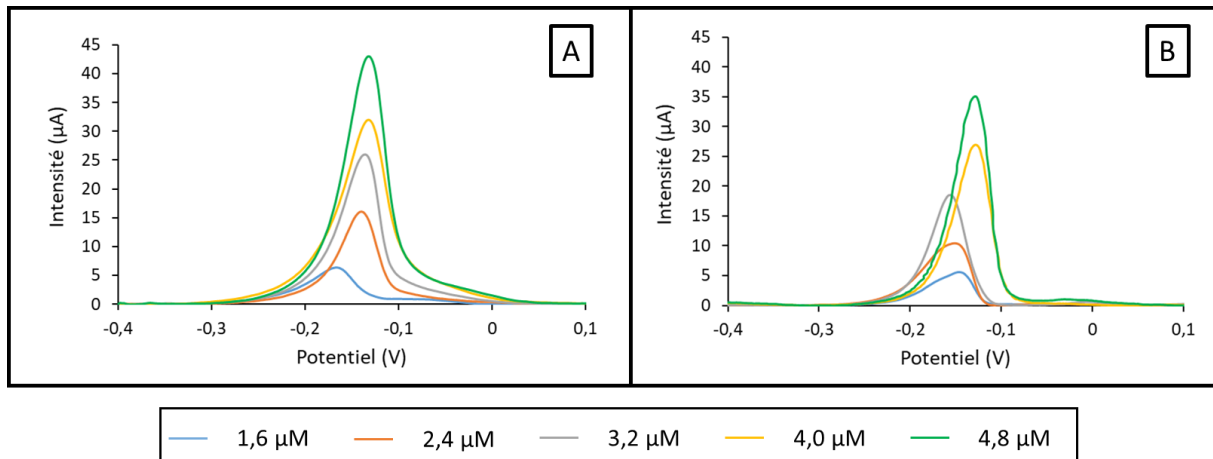 A
45
40
35
30
25
20
15
10
5
0
Intensité (µA)
-0,4 -0,3 -0,2 -0,1 0 0,1
Potentiel (V)
B
45
40
35
30
25
20
15
10
5
0
Intensité (µA)
-0,4 -0,3 -0,2 -0,1 0 0,1
Potentiel (V)
1,6 µM 2,4 µM 3,2 µM 4,0 µM 4,8 µM